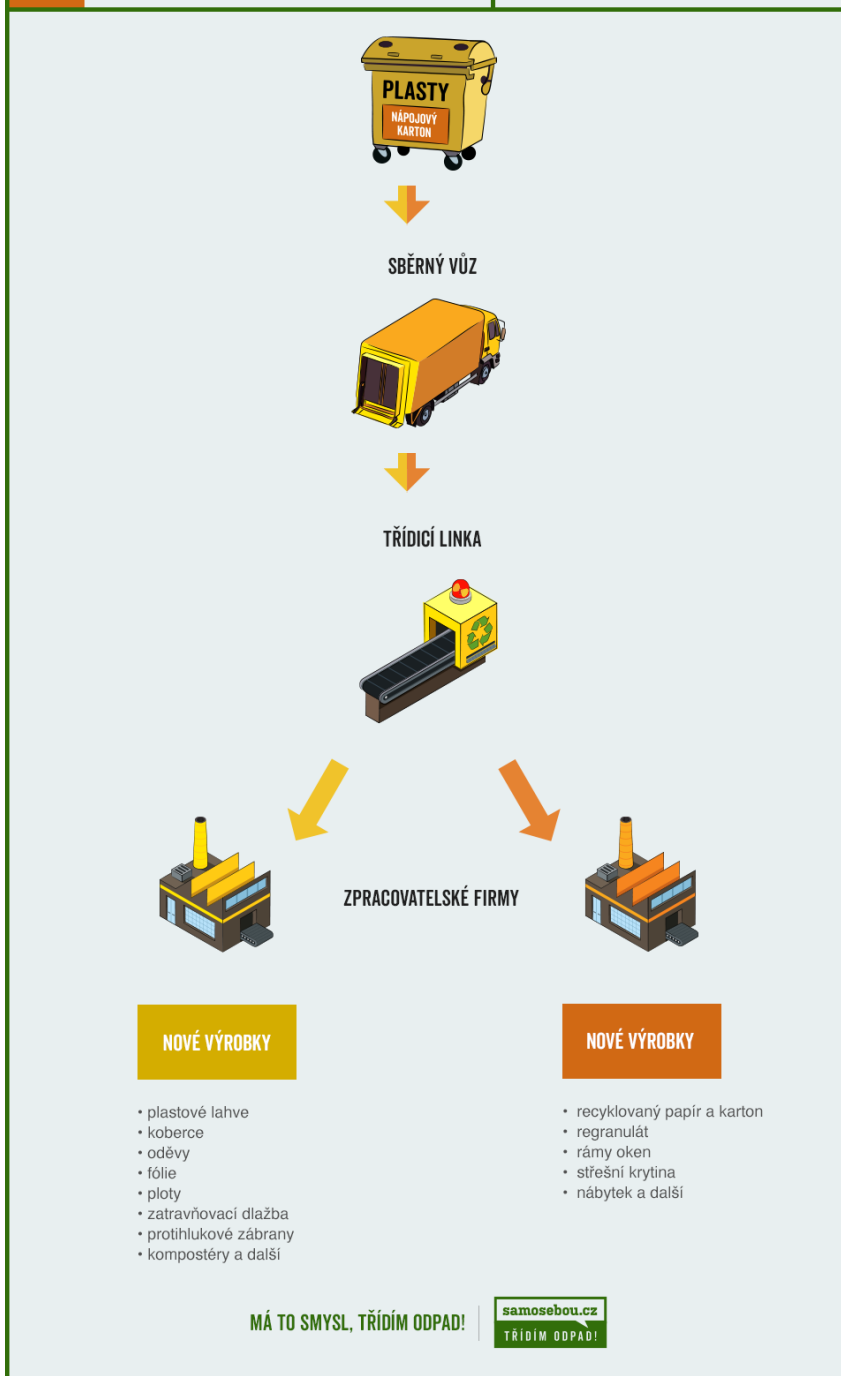 PLASTY
NÁPOJOVÝ
KARTON
SBĚRNÝ VŮZ
TŘÍDICÍ LINKA
ZPRACOVATELSKÉ FIRMY
NOVÉ VÝROBKY
• plastové lahve
• koberce
• oděvy
• fólie
• ploty
• zatravňovací dlažba
• protihlukové zábrany
• kompostéry a další
NOVÉ VÝROBKY
• recyklovaný papír a karton
• regranulát
• rámy oken
• střešní krytina
• nábytek a další
MÁ TO SMYSL, TŘÍDÍM ODPAD!
samosebou.cz
TŘÍDÍM ODPAD!